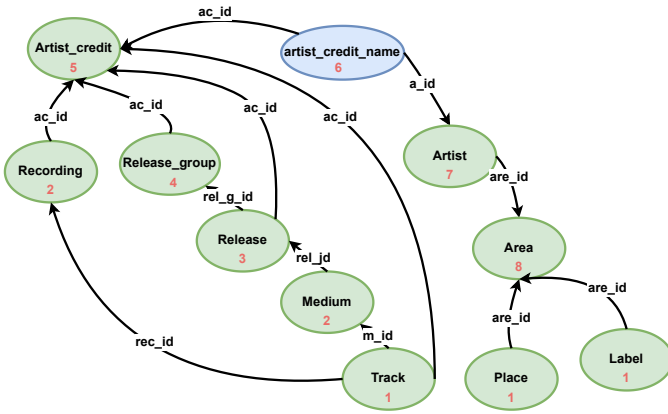 ac_id
Artist_credit
5
artist_credit_name
6
a_id
ac_id
ac_id
ac_id
ac_id
Recording
2
Release_group
4
Artist
7
are_id
rel_g_id
Release
3
Area
8
rel_jd
Medium
2
are_id
are_id
rec_id
m_id
Track
1
Place
1
Label
1